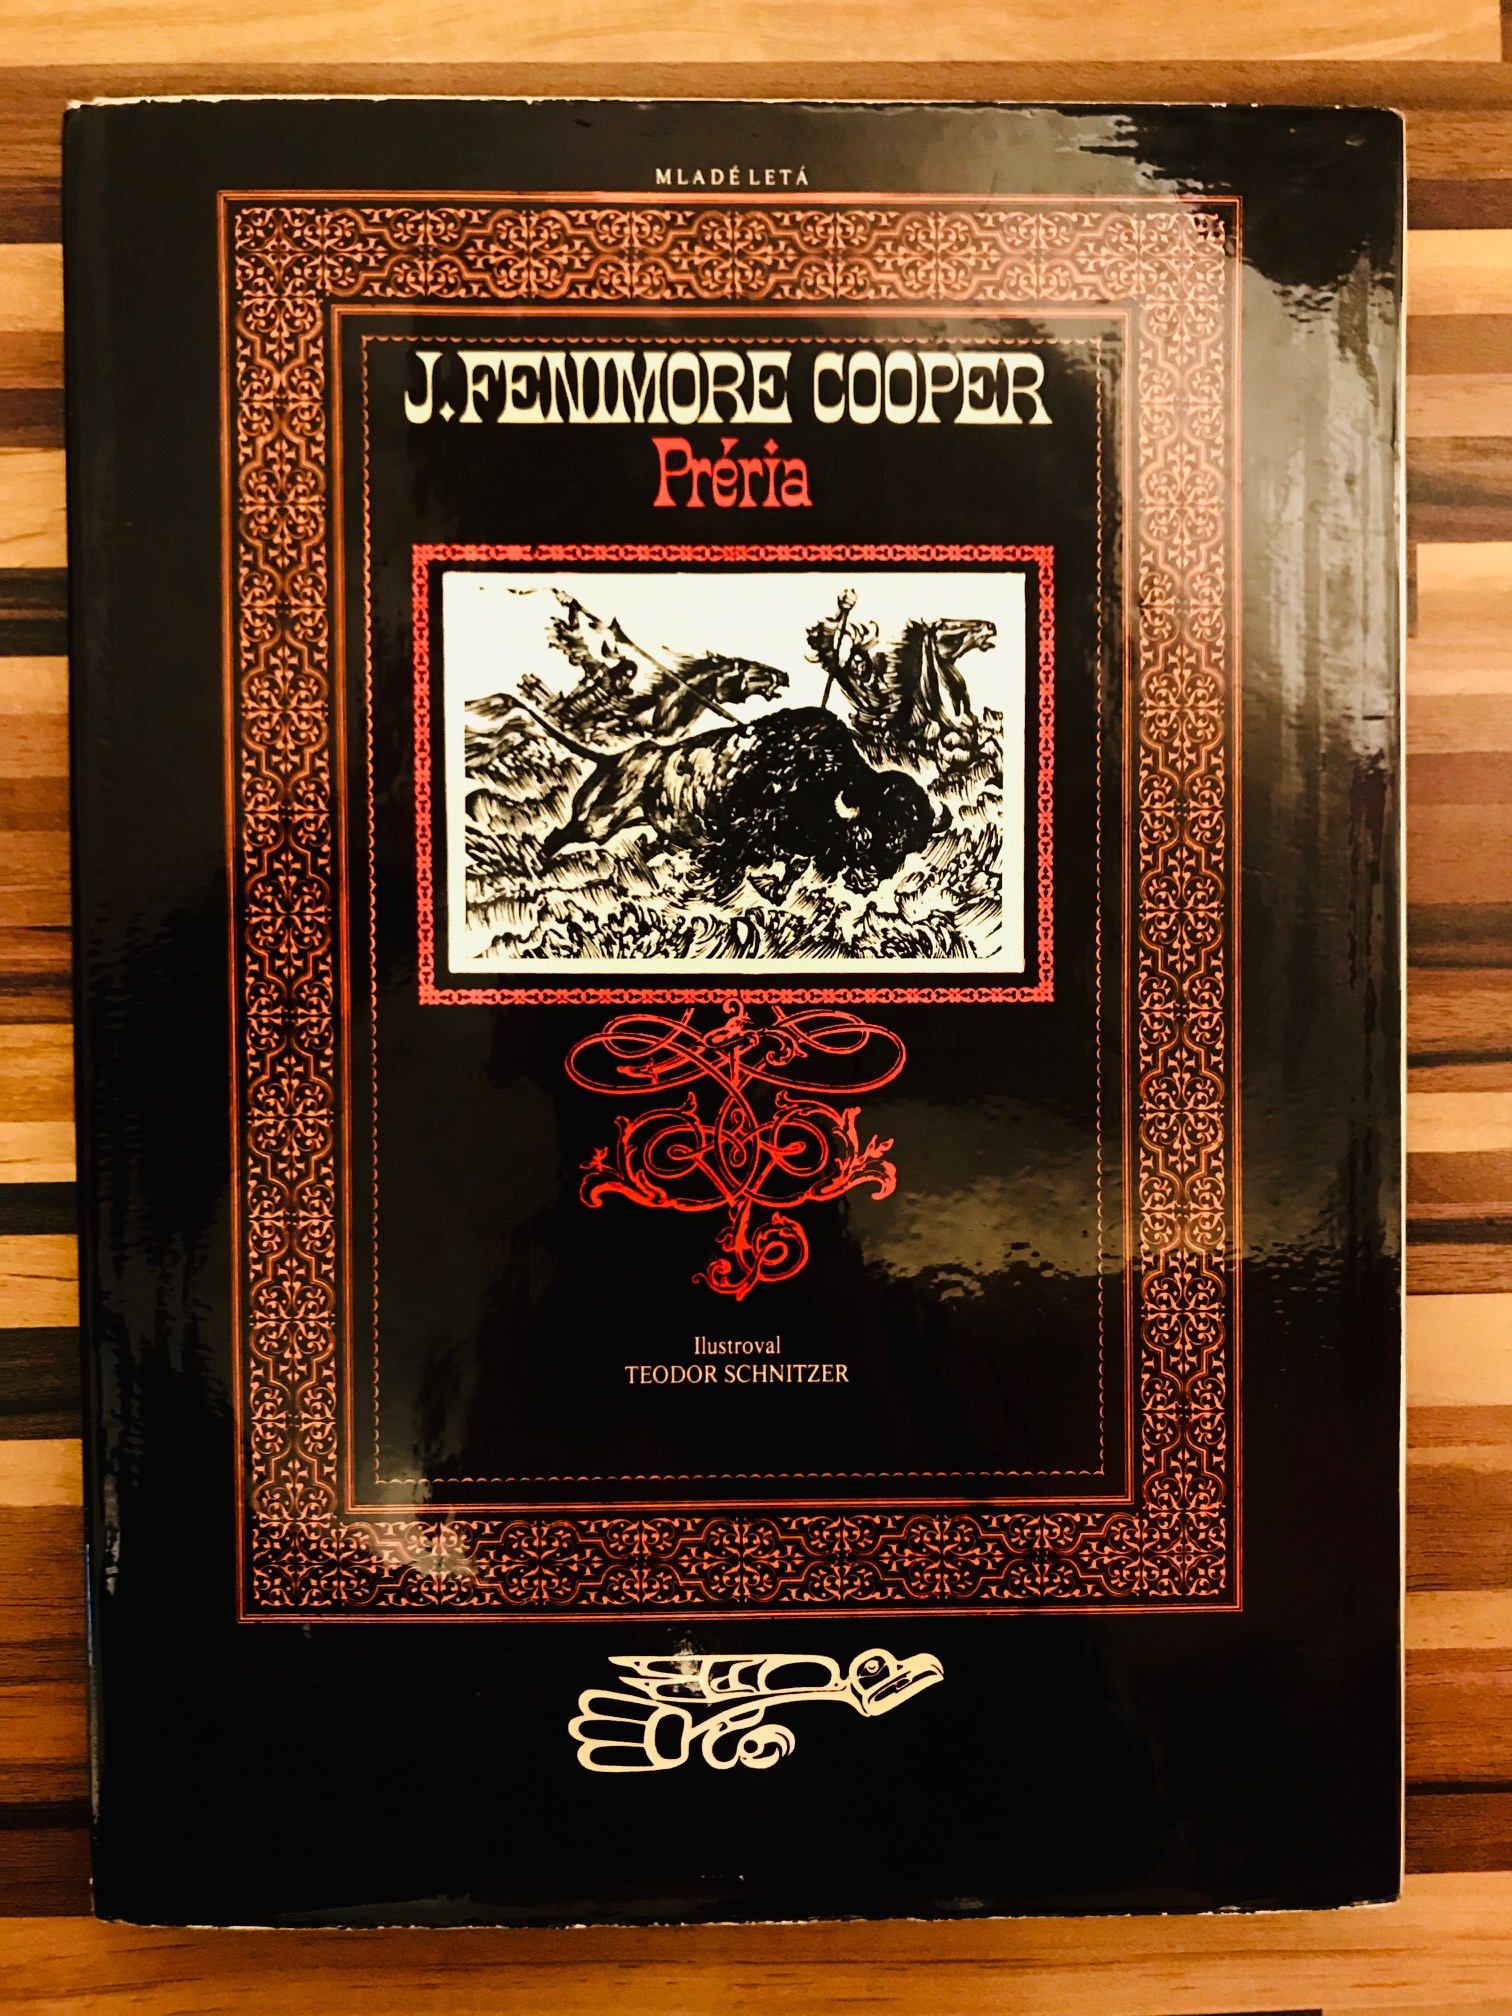 MLADÉ LETÁ
J. FENIMORE COOPER
Préria
Ilustroval
TEODOR SCHNITZER